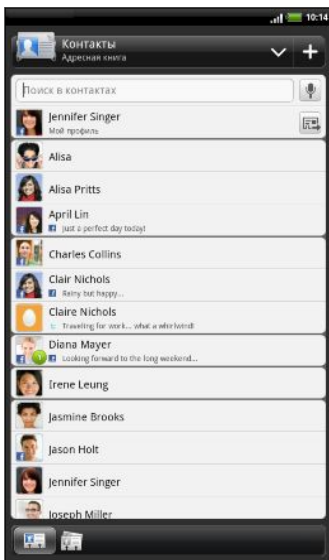 10:14
Контакты
Адресная книга
Поиск в контактах
Jennifer Singer
Мой профиль
Alisa
Alisa Pritts
April Lin
Just a perfect day today!
Charles Collins
Clair Nichols
Rainy but happy...
Claire Nichols
Traveling for work... what a whirlwind!
Diana Mayer
Looking forward to the long weekend...
Irene Leung
Jasmine Brooks
Jason Holt
Jennifer Singer
Joseph Miller